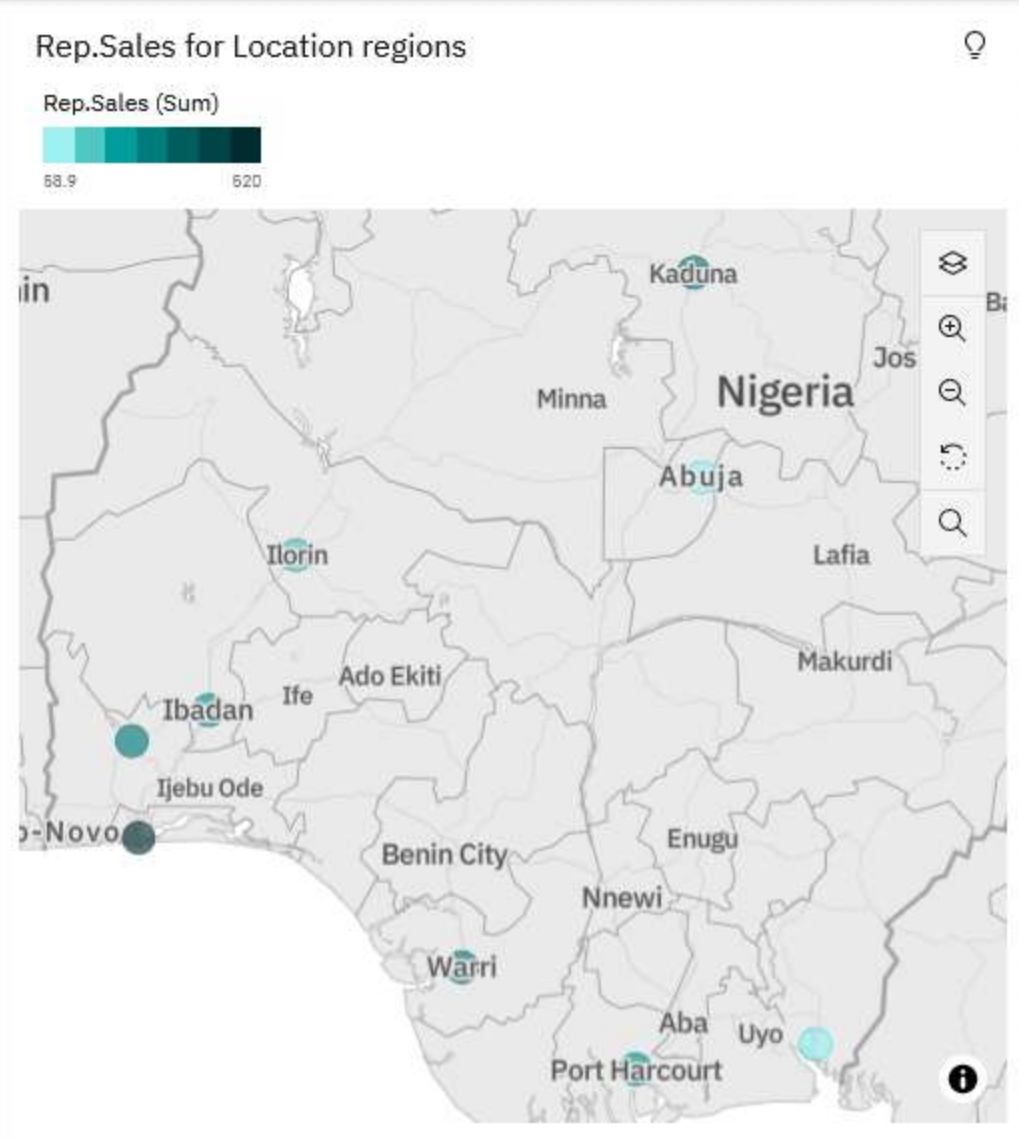 Rep.Sales for Location regions
Rep.Sales (Sum)
58.9 520
Kaduna
in
Ba
Jos
Minna
Nigeria
Abuja
Ilorin
Lafia
Makurdi
Ado Ekiti
Ife
Ibadan
Ijebu Ode
o-Novo
Enugu
Benin City
Nnewi
Warri
Aba
Uyo
Port Harcourt